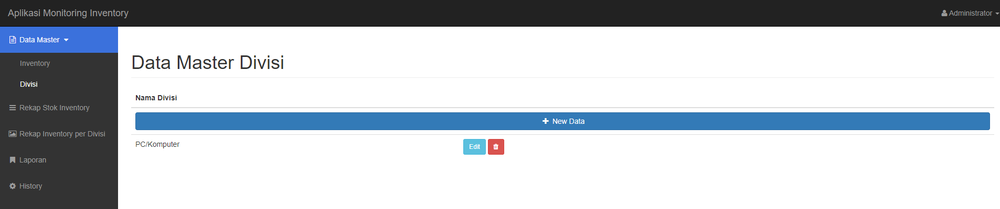 Aplikasi Monitoring Inventory
Administrator
Data Master
Inventory
Divisi
Rekap Stok Inventory
Rekap Inventory per Divisi
Laporan
History
Data Master Divisi
Nama Divisi
New Data
PC/Komputer
Edit